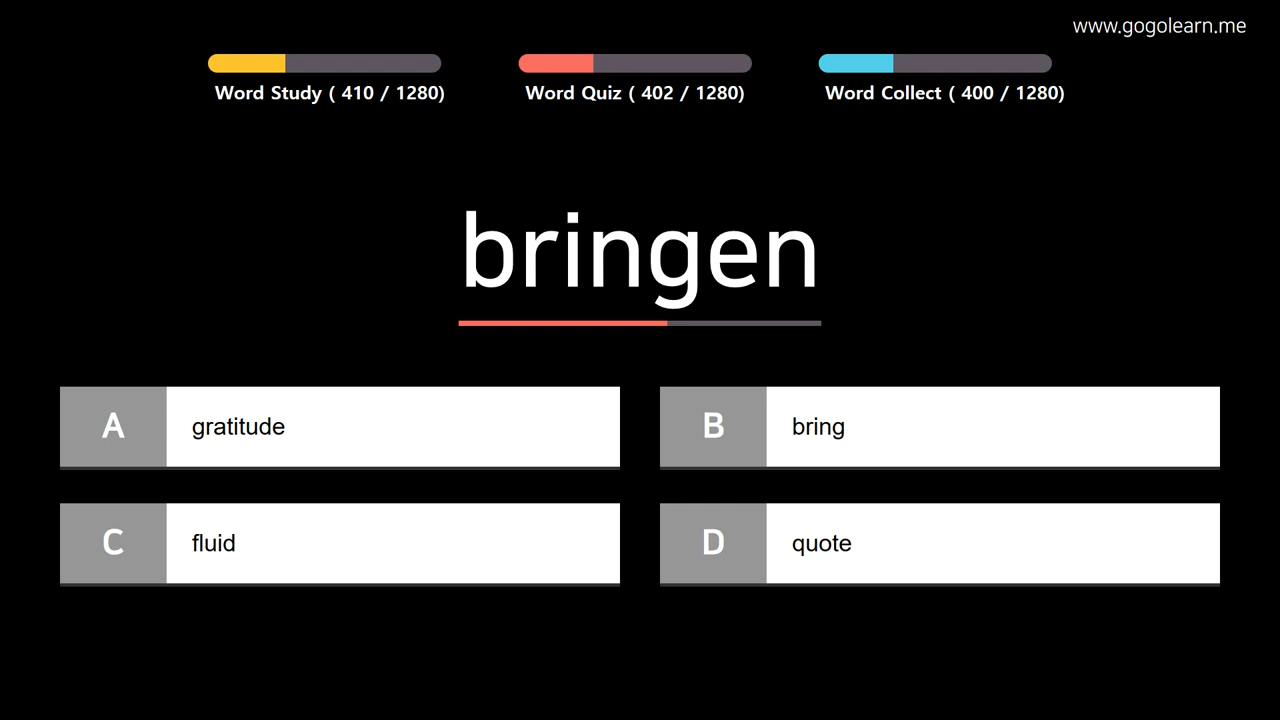 www.gogolearn.me
Word Study ( 410 / 1280)
Word Quiz ( 402 / 1280)
Word Collect ( 400 / 1280)
bringen
A gratitude
B bring
C fluid
D quote